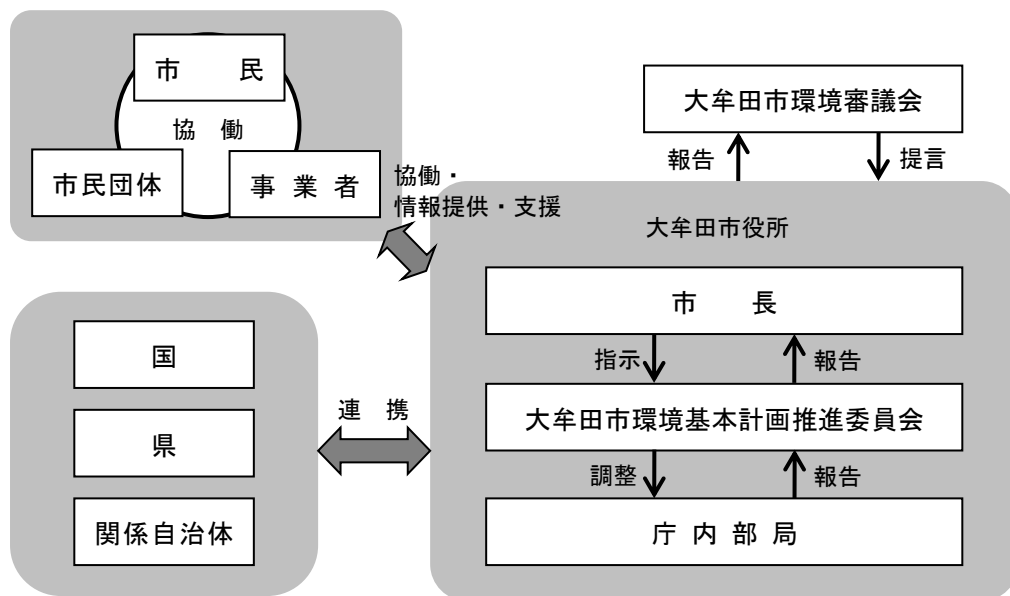 市　　民
協　働
市民団体
事 業 者
協働・
情報提供・支援
大牟田市環境審議会
報告
提言
大牟田市役所
市　　長
指示
報告
大牟田市環境基本計画推進委員会
調整
報告
庁 内 部 局
国
県
関係自治体
連　携